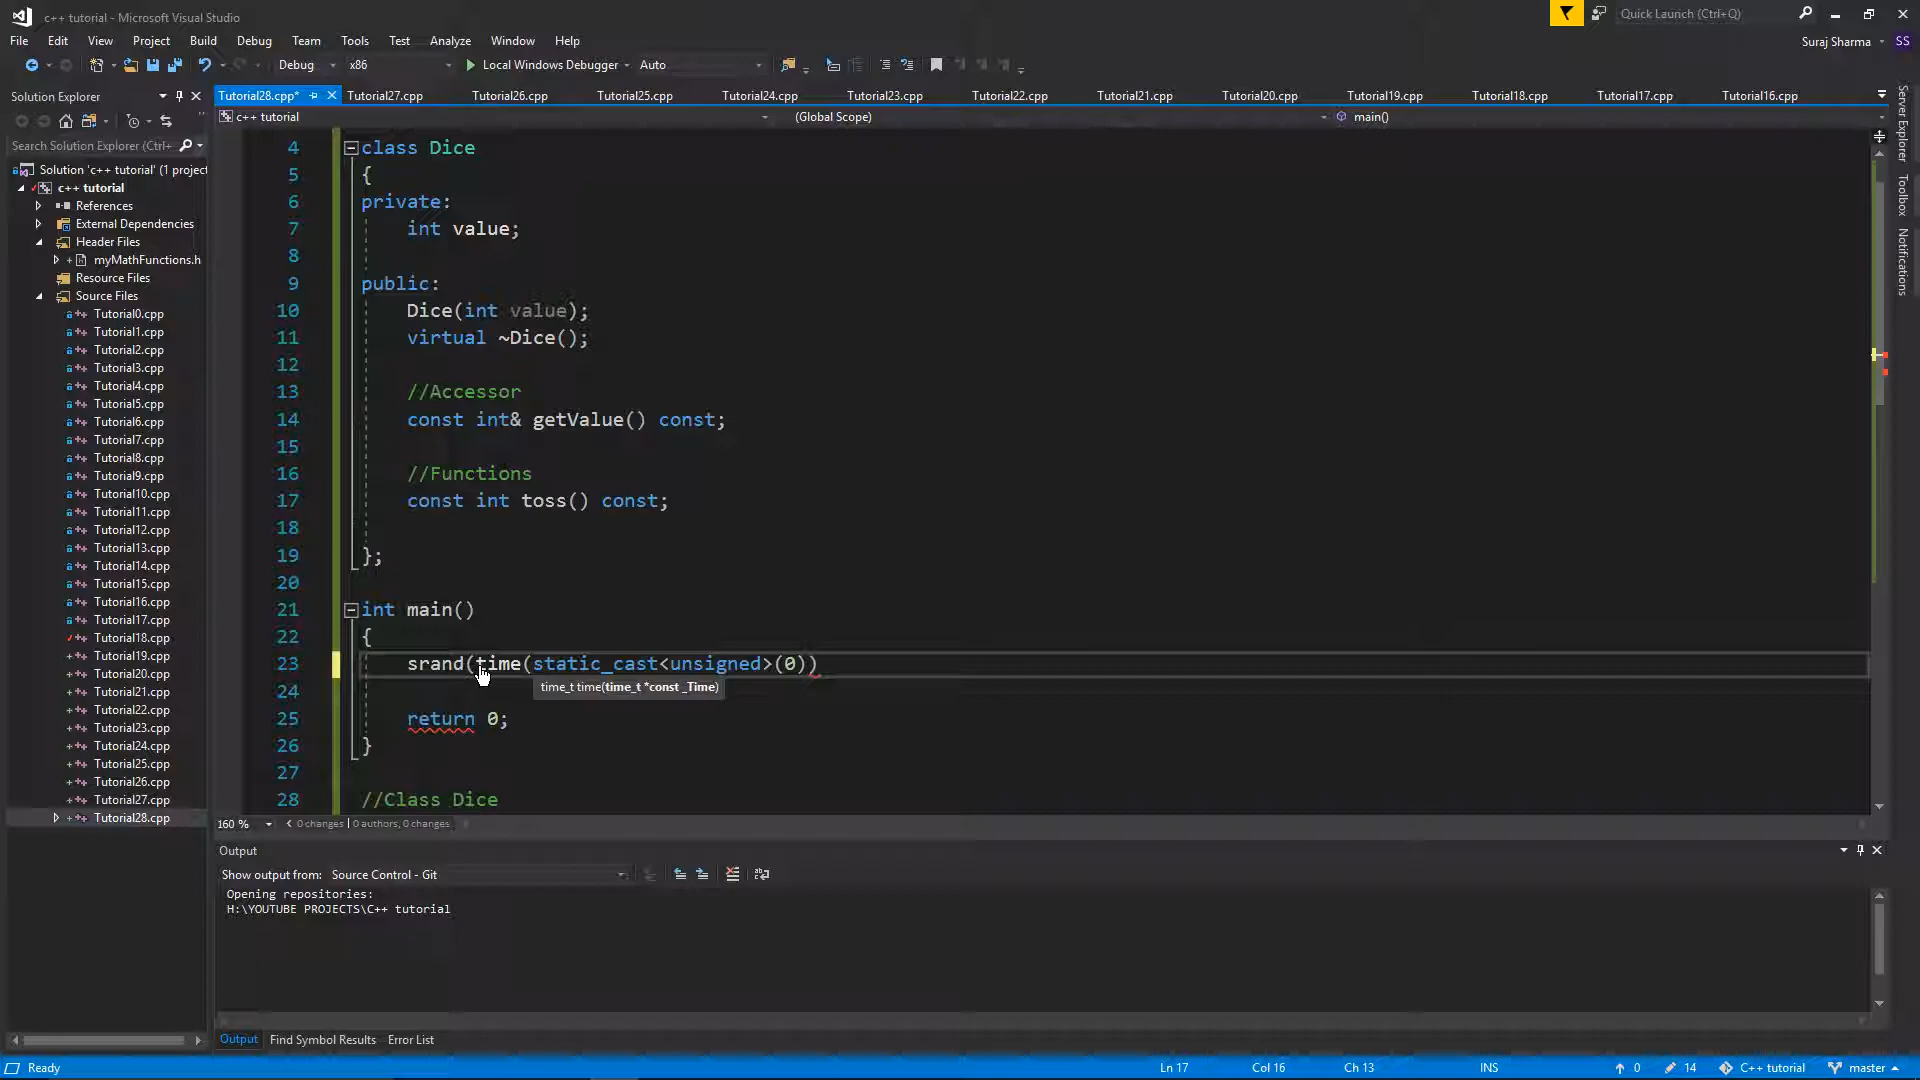 c++ tutorial - Microsoft Visual Studio
Quick Launch (Ctrl+Q)
File Edit View Project Build Debug Team Tools Test Analyze Window Help
Suraj Sharma SS
Debug x86 Local Windows Debugger Auto
Solution Explorer
Search Solution Explorer (Ctrl+
Solution 'c++ tutorial' (1 project
c++ tutorial
References
External Dependencies
Header Files
myMathFunctions.h
Resource Files
Source Files
Tutorial0.cpp
Tutorial1.cpp
Tutorial2.cpp
Tutorial3.cpp
Tutorial4.cpp
Tutorial5.cpp
Tutorial6.cpp
Tutorial7.cpp
Tutorial8.cpp
Tutorial9.cpp
Tutorial10.cpp
Tutorial11.cpp
Tutorial12.cpp
Tutorial13.cpp
Tutorial14.cpp
Tutorial15.cpp
Tutorial16.cpp
Tutorial17.cpp
Tutorial18.cpp
Tutorial19.cpp
Tutorial20.cpp
Tutorial21.cpp
Tutorial22.cpp
Tutorial23.cpp
Tutorial24.cpp
Tutorial25.cpp
Tutorial26.cpp
Tutorial27.cpp
Tutorial28.cpp
Tutorial28.cpp* Tutorial27.cpp Tutorial26.cpp Tutorial25.cpp Tutorial24.cpp Tutorial23.cpp Tutorial22.cpp Tutorial21.cpp Tutorial20.cpp Tutorial19.cpp Tutorial18.cpp Tutorial17.cpp Tutorial16.cpp
c++ tutorial (Global Scope) main()
4 class Dice
5 {
6 private:
7 int value;
8
9 public:
10 Dice(int value);
11 virtual ~Dice();
12
13 //Accessor
14 const int& getValue() const;
15
16 //Functions
17 const int toss() const;
18
19 };
20
21 int main()
22 {
23 srand(time(static_cast<unsigned>(0))
time_t time(time_t *const _Time)
24
25 return 0;
26 }
27
28 //Class Dice
160 % 0 changes | 0 authors, 0 changes
Output
Show output from: Source Control - Git
Opening repositories:
H:\YOUTUBE PROJECTS\C++ tutorial
Output Find Symbol Results Error List
Ready Ln 17 Col 16 Ch 13 INS 0 14 C++ tutorial master
Server Explorer
Toolbox
Notifications